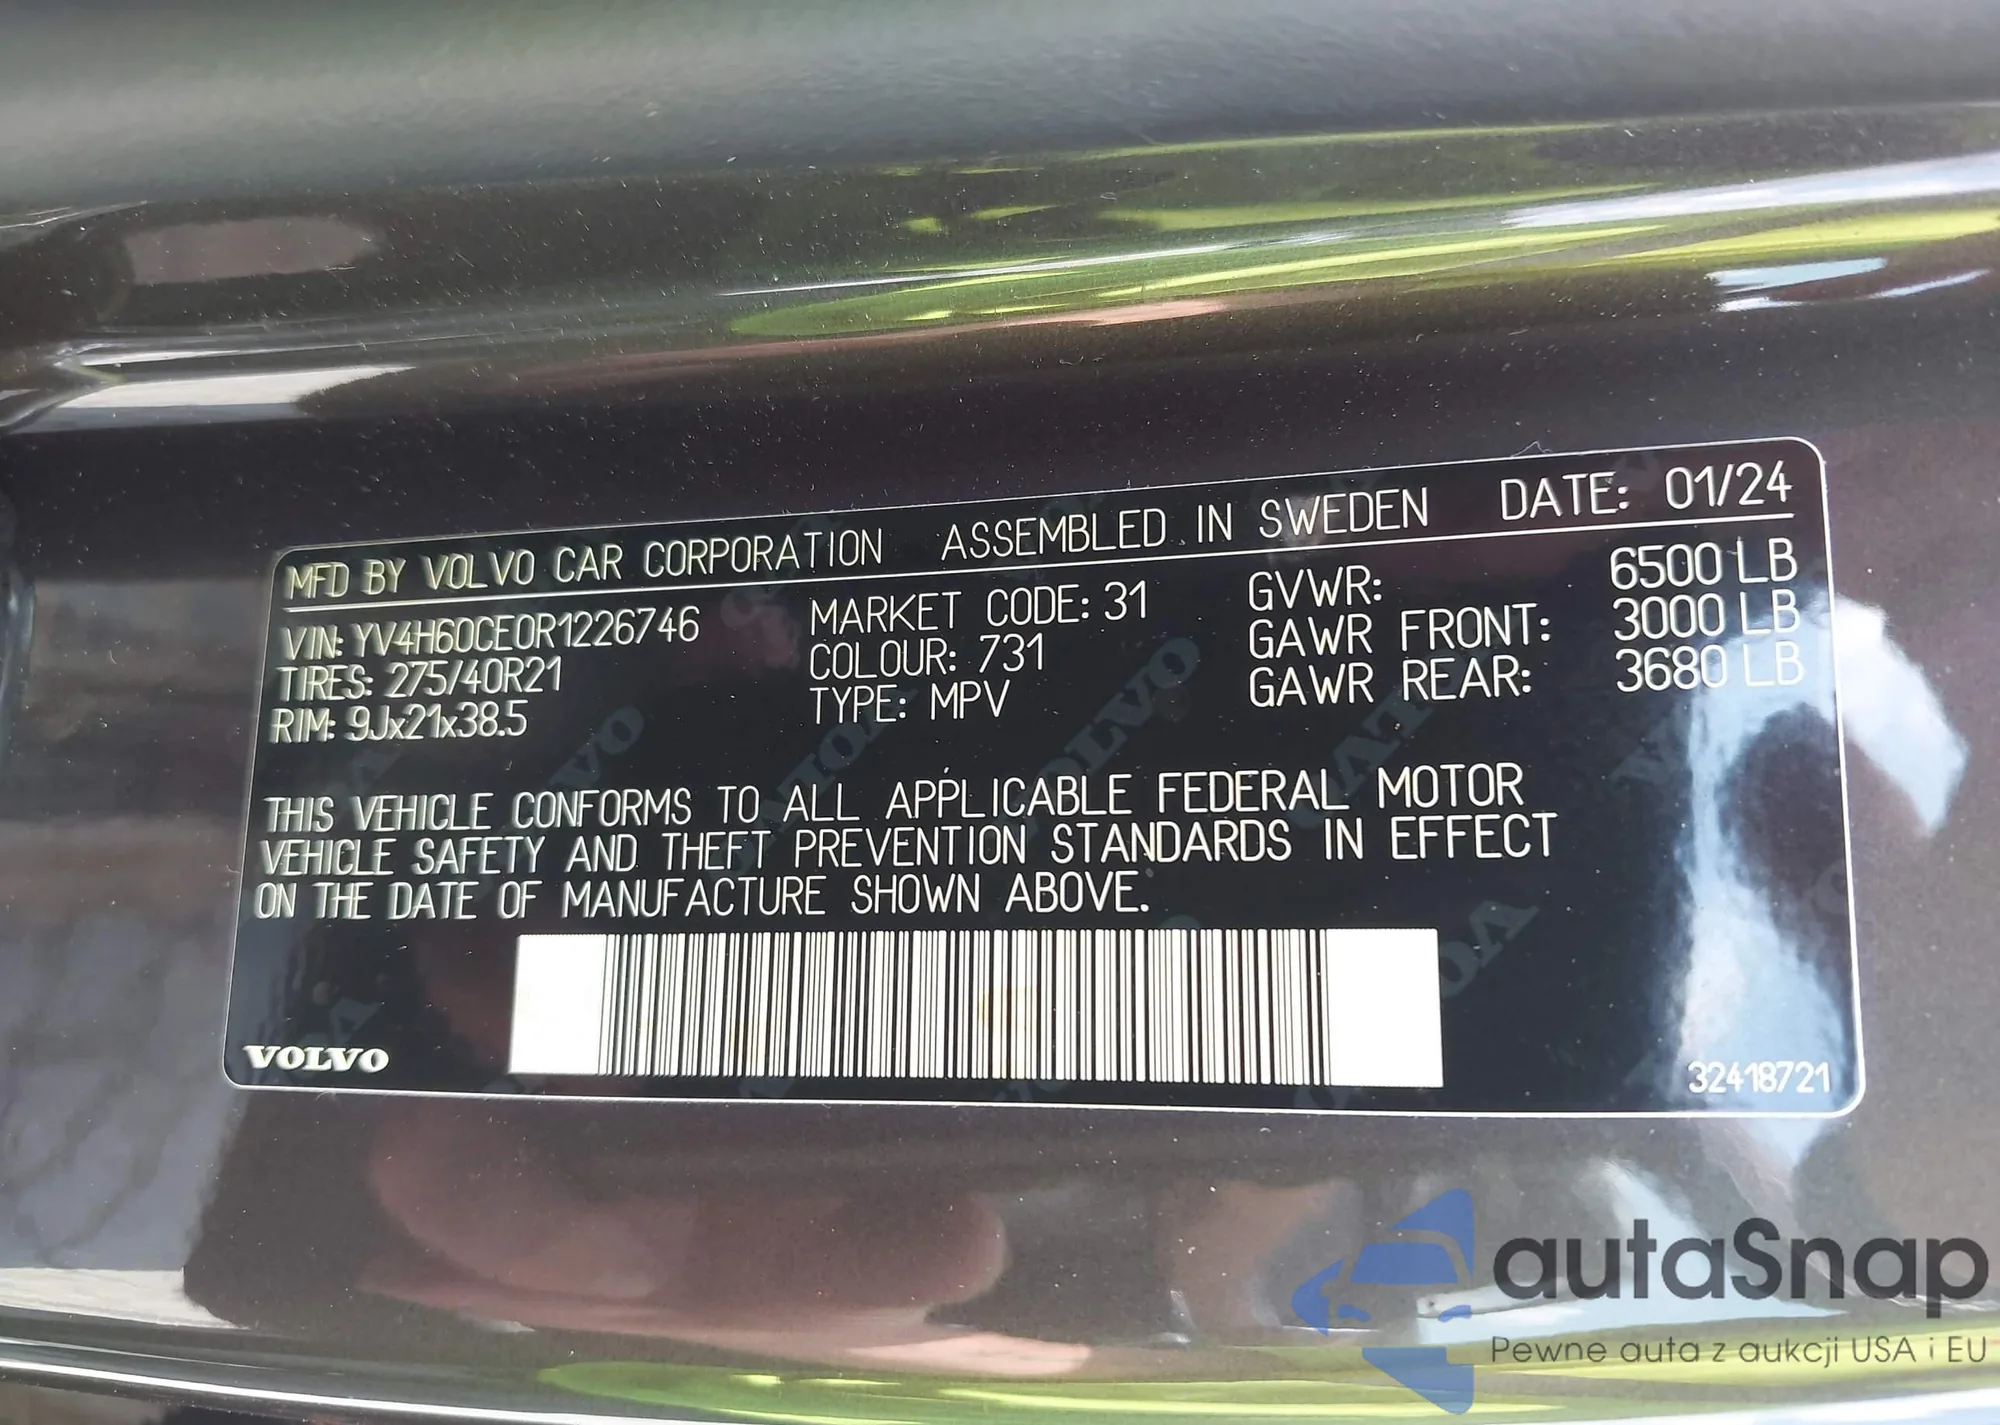 MFD BY VOLVO CAR CORPORATION ASSEMBLED IN SWEDEN DATE: 01/24
VIN: YV4H60CE0R1226746 MARKET CODE: 31 GVWR: 6500 LB
TIRES: 275/40R21 COLOUR: 731 GAWR FRONT: 3000 LB
RIM: 9Jx21x38.5 TYPE: MPV GAWR REAR: 3680 LB
THIS VEHICLE CONFORMS TO ALL APPLICABLE FEDERAL MOTOR
VEHICLE SAFETY AND THEFT PREVENTION STANDARDS IN EFFECT
ON THE DATE OF MANUFACTURE SHOWN ABOVE.
VOLVO
32418721
autaSnap
Pewne auta z aukcji USA i EU